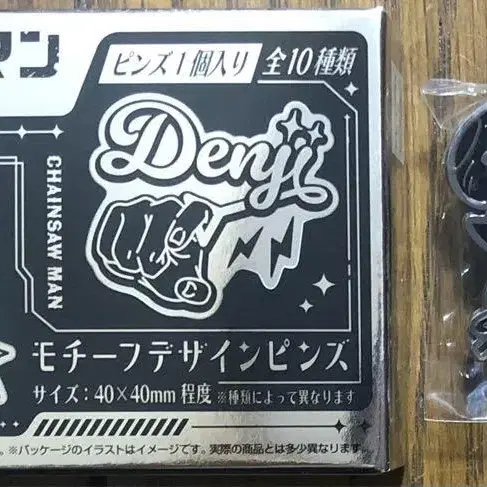 マン
ピンズ1個入り 全10種類
Denji
CHAINSAW MAN
モチーフデザインピンズ
サイズ：40×40mm 程度 ※種類によって異なります
※パッケージのイラストはイメージです。実際の商品とは多少異なります